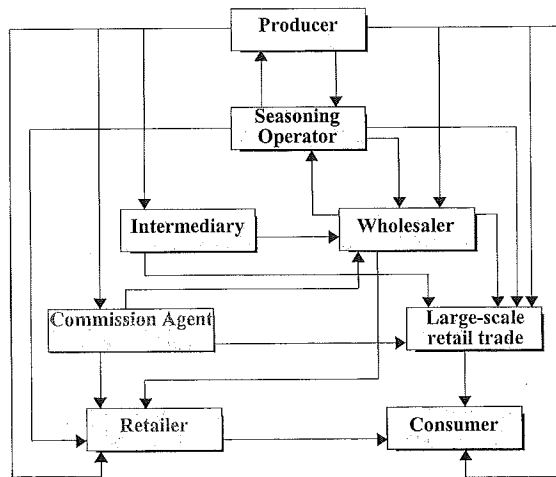 Producer
Seasoning
Operator
Intermediary
Wholesaler
Commission Agent
Large-scale
retail trade
Retailer
Consumer